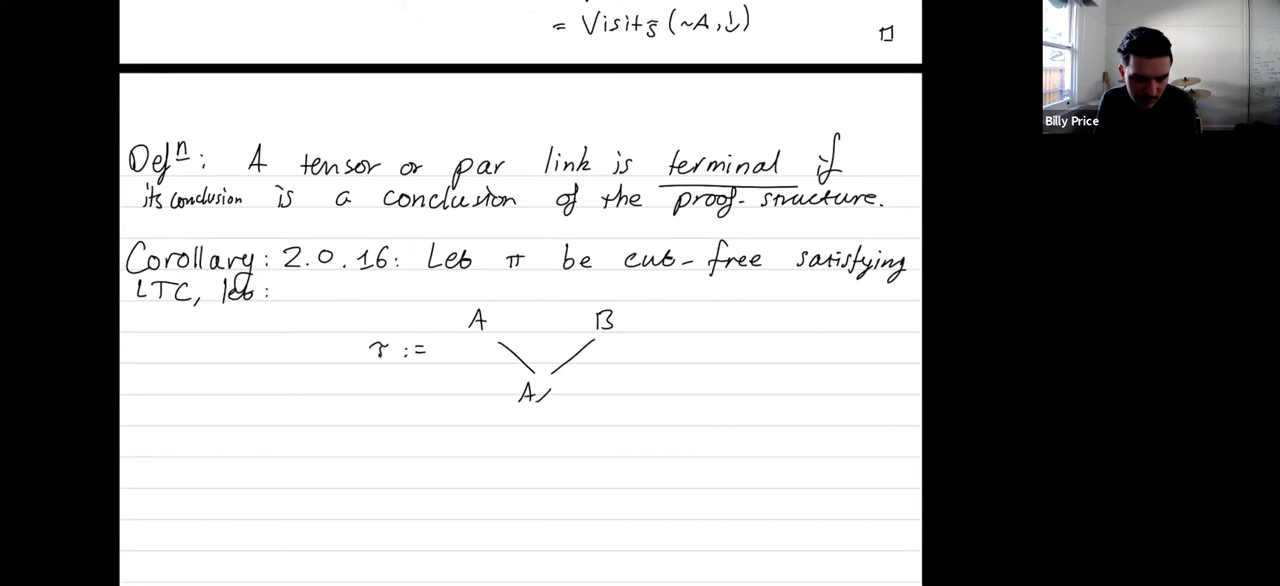 = Visits (~A, ↓)
□
Billy Price
Defⁿ: A tensor or par link is terminal if
its conclusion is a conclusion of the proof-structure.
Corollary: 2.0.16: Let π be cut-free satisfying
LTC, let:
A B
τ :=
A